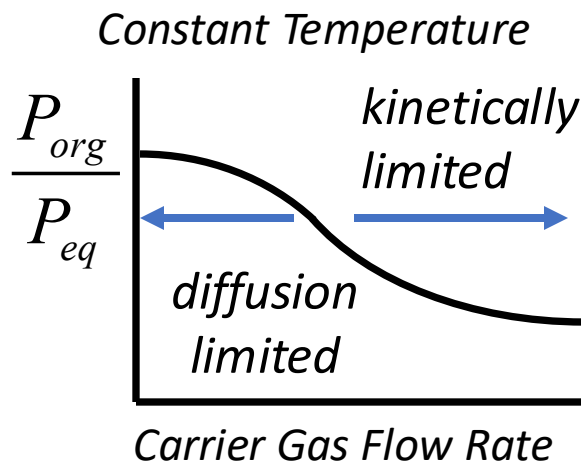 Constant Temperature
P_org
P_eq
kinetically
limited
diffusion
limited
Carrier Gas Flow Rate